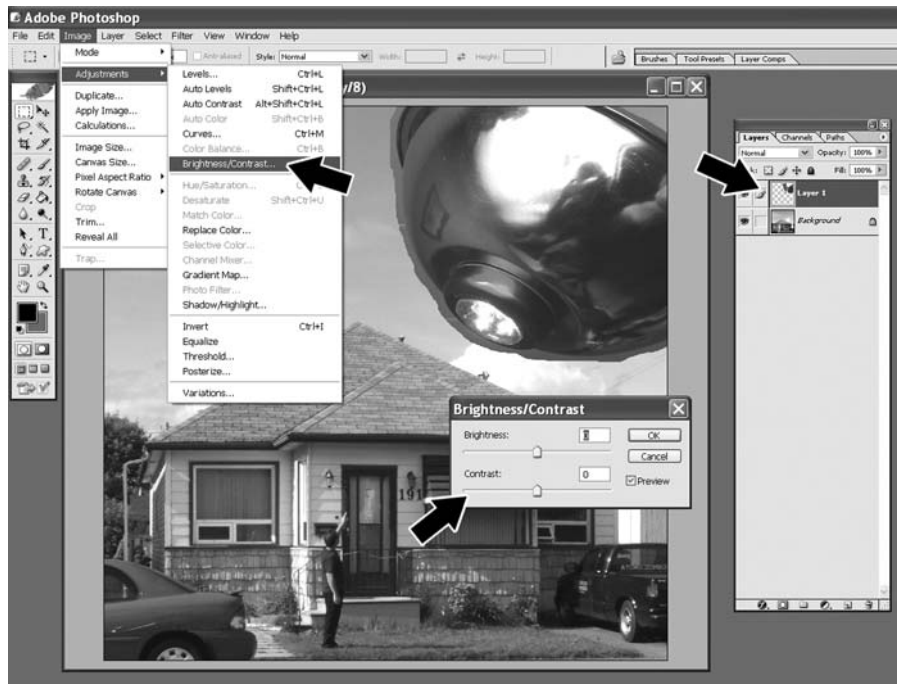 Adobe Photoshop
File Edit Image Layer Select Filter View Window Help
Anti-aliased Style: Normal Width: Height:
Brushes Tool Presets Layer Comps
Mode
Adjustments
Duplicate...
Apply Image...
Calculations...
Image Size...
Canvas Size...
Pixel Aspect Ratio
Rotate Canvas
Crop
Trim...
Reveal All
Trap...
Levels... Ctrl+L
Auto Levels Shift+Ctrl+L
Auto Contrast Alt+Shift+Ctrl+L
Auto Color Shift+Ctrl+B
Curves... Ctrl+M
Color Balance... Ctrl+B
Brightness/Contrast...
Hue/Saturation...
Desaturate Shift+Ctrl+U
Match Color...
Replace Color...
Selective Color...
Channel Mixer...
Gradient Map...
Photo Filter...
Shadow/Highlight...
Invert Ctrl+I
Equalize
Threshold...
Posterize...
Variations...
y/8)
Layers Channels Paths
Normal Opacity: 100%
Fill: 100%
Layer 1
Background
Brightness/Contrast
Brightness: 0 OK
Cancel
Contrast: 0 Preview
191